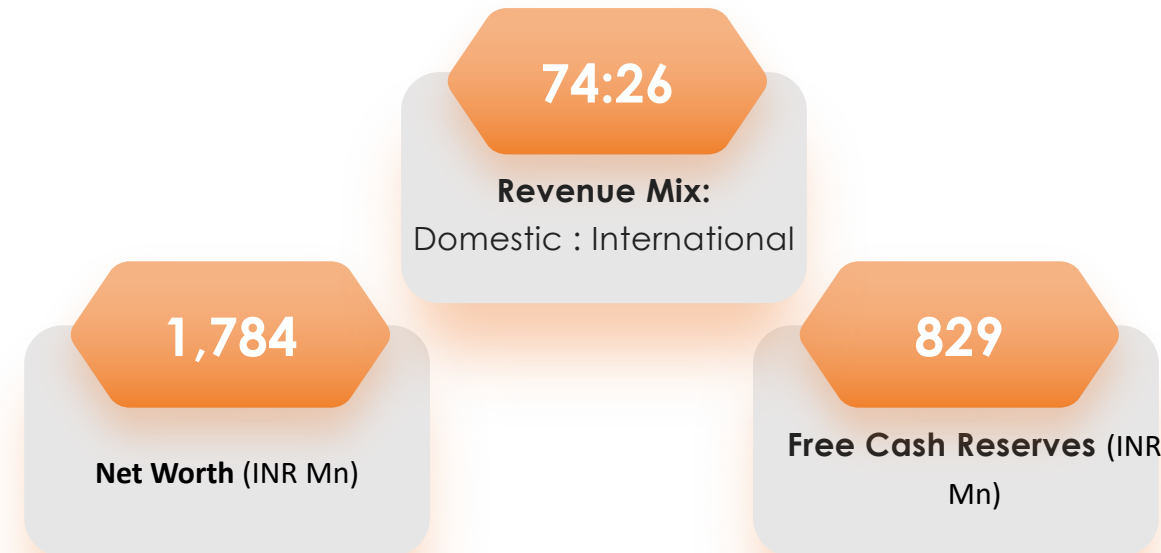 74:26
Revenue Mix:
Domestic : International
1,784
Net Worth (INR Mn)
829
Free Cash Reserves (INR
Mn)